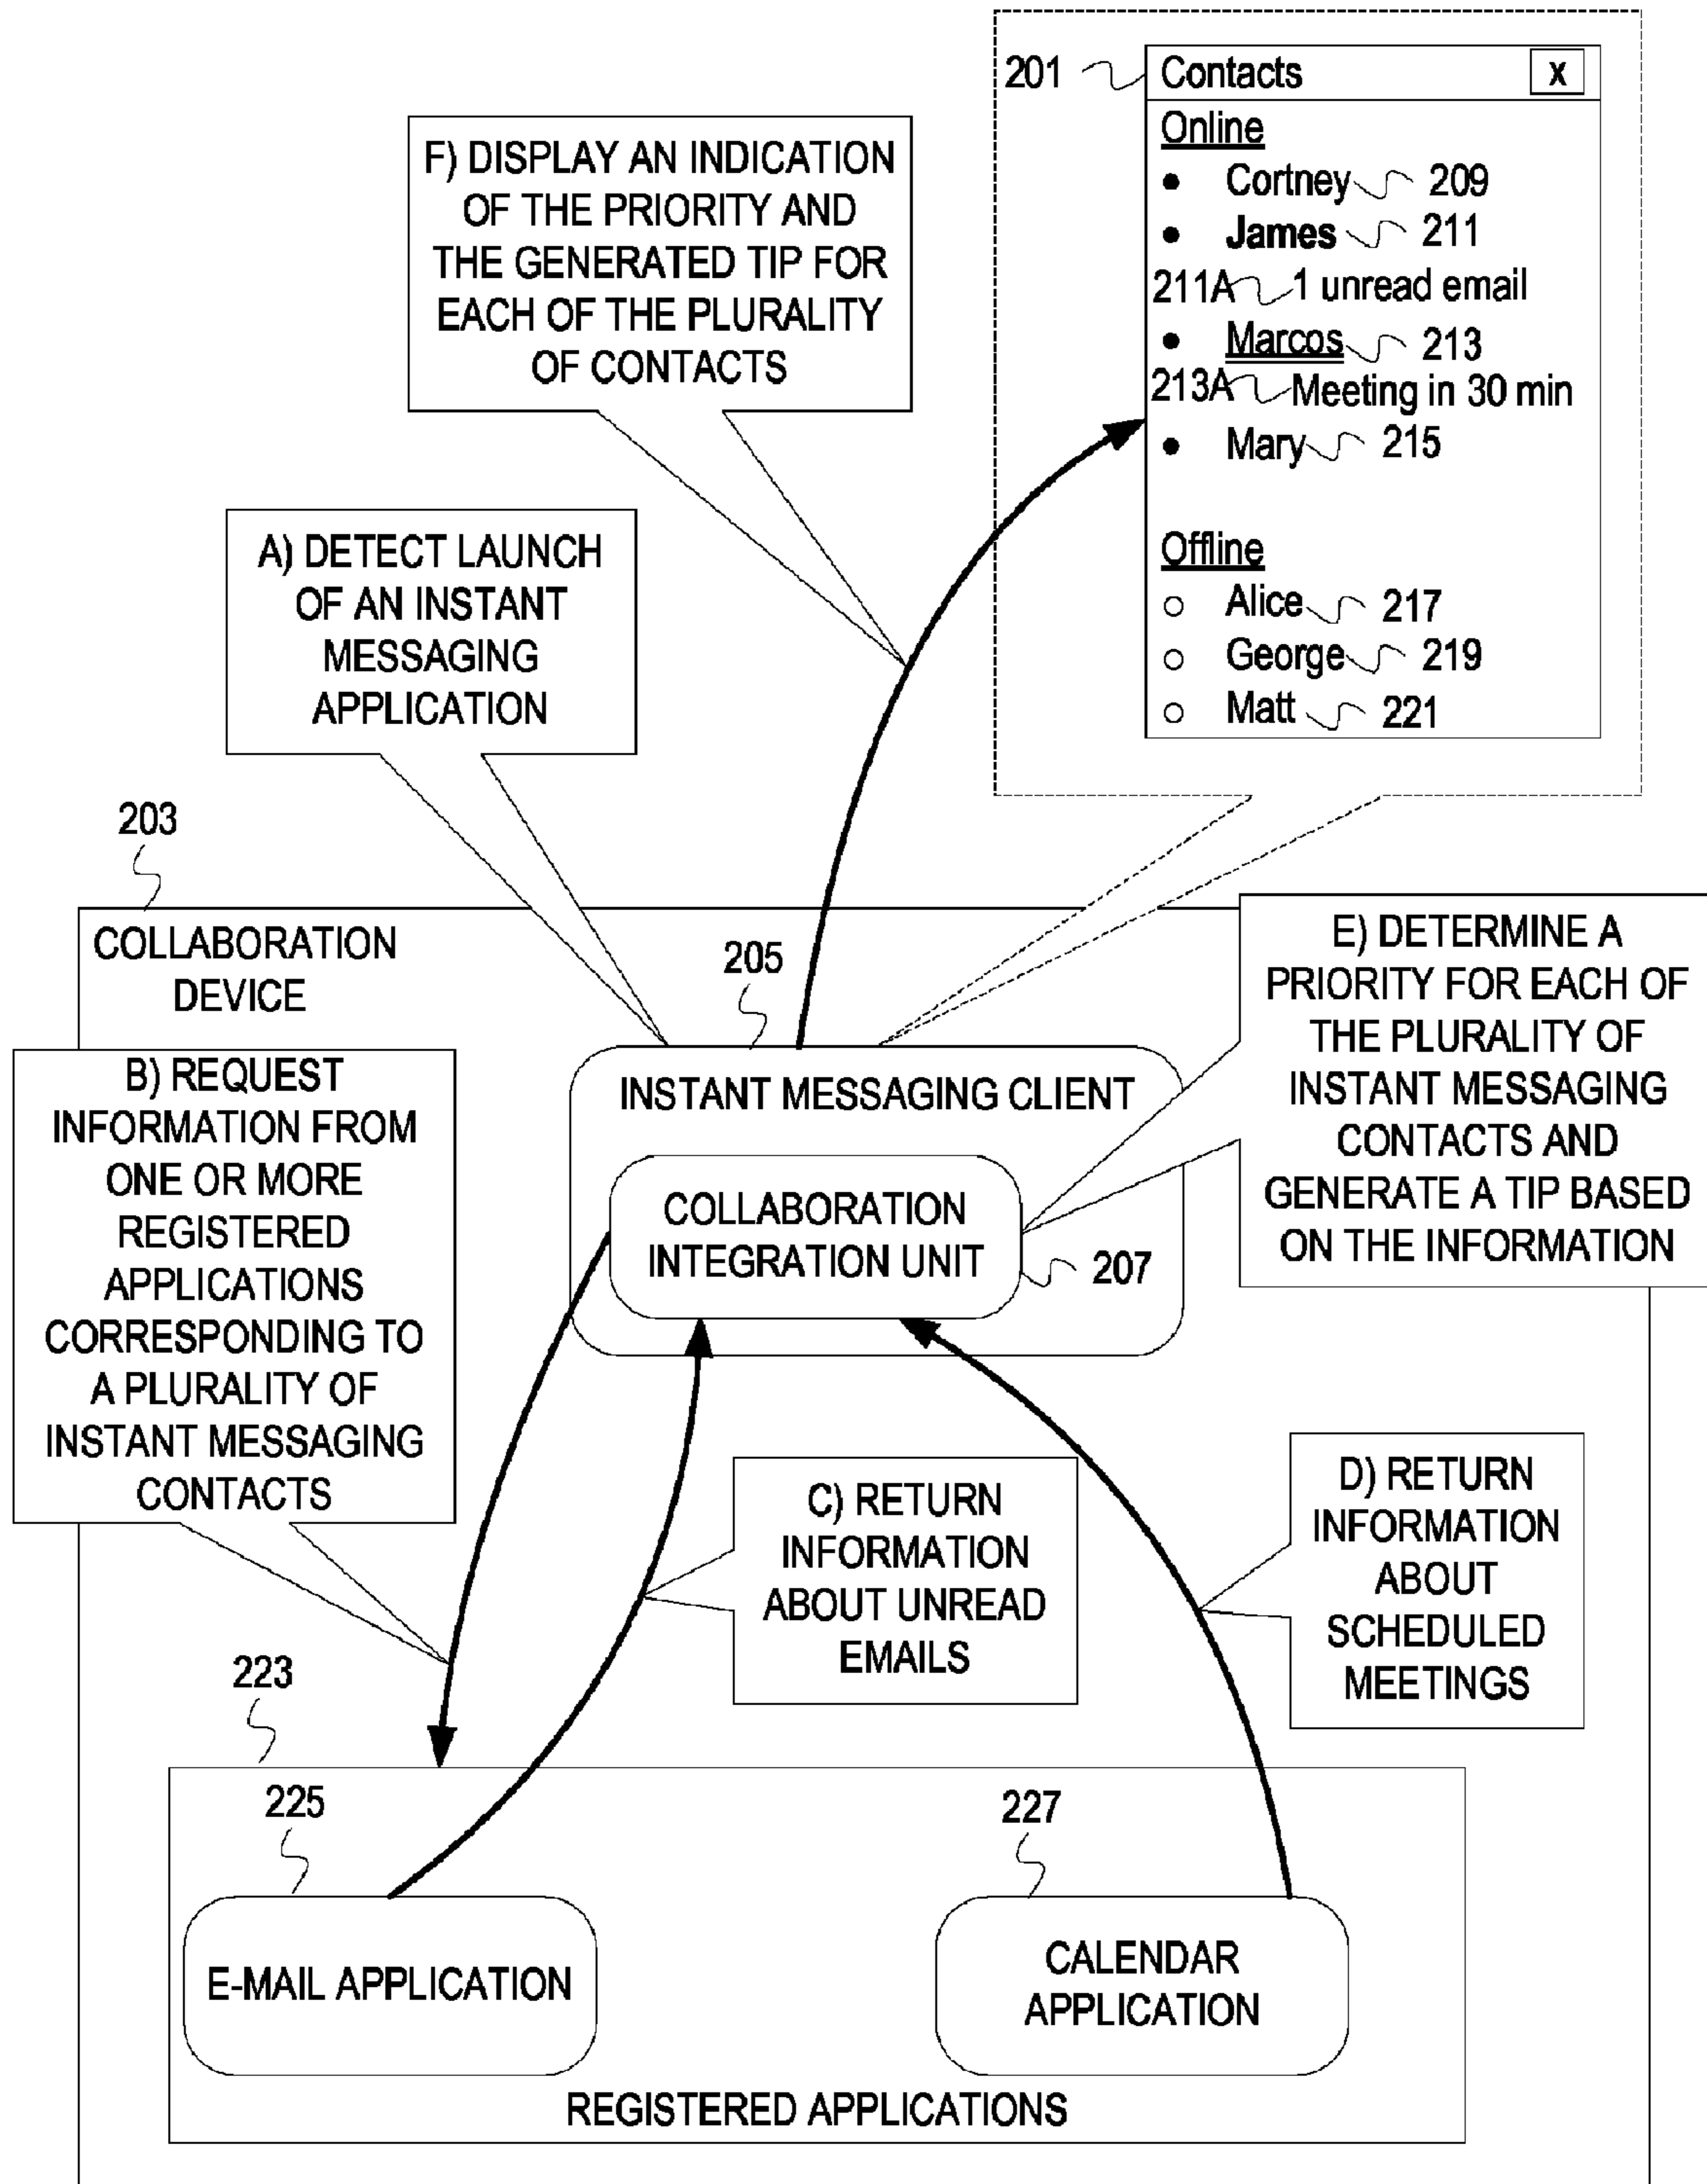 201
Contacts
X
Online
• Cortney 209
• James 211
211A 1 unread email
• Marcos 213
213A Meeting in 30 min
• Mary 215
Offline
○ Alice 217
○ George 219
○ Matt 221
F) DISPLAY AN INDICATION
OF THE PRIORITY AND
THE GENERATED TIP FOR
EACH OF THE PLURALITY
OF CONTACTS
A) DETECT LAUNCH
OF AN INSTANT
MESSAGING
APPLICATION
203
COLLABORATION
DEVICE
205
INSTANT MESSAGING CLIENT
COLLABORATION
INTEGRATION UNIT
207
E) DETERMINE A
PRIORITY FOR EACH OF
THE PLURALITY OF
INSTANT MESSAGING
CONTACTS AND
GENERATE A TIP BASED
ON THE INFORMATION
B) REQUEST
INFORMATION FROM
ONE OR MORE
REGISTERED
APPLICATIONS
CORRESPONDING TO
A PLURALITY OF
INSTANT MESSAGING
CONTACTS
C) RETURN
INFORMATION
ABOUT UNREAD
EMAILS
D) RETURN
INFORMATION
ABOUT
SCHEDULED
MEETINGS
223
225
E-MAIL APPLICATION
227
CALENDAR
APPLICATION
REGISTERED APPLICATIONS